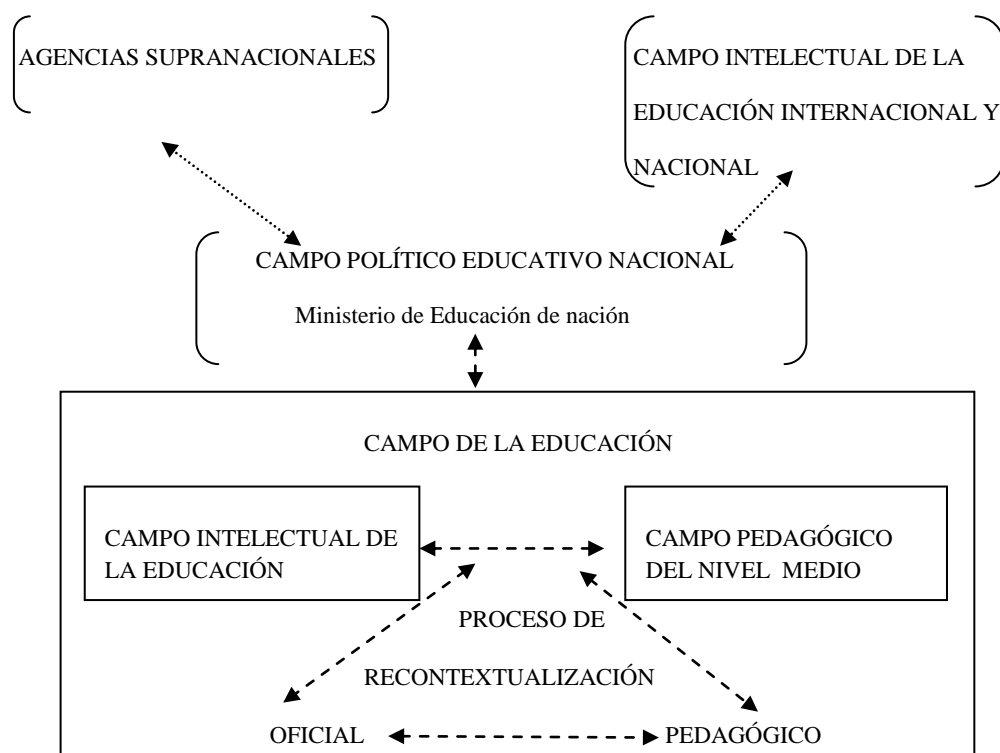 AGENCIAS SUPRANACIONALES
CAMPO INTELECTUAL DE LA
EDUCACIÓN INTERNACIONAL Y
NACIONAL
CAMPO POLÍTICO EDUCATIVO NACIONAL
Ministerio de Educación de nación
CAMPO DE LA EDUCACIÓN
CAMPO INTELECTUAL DE
LA EDUCACIÓN
CAMPO PEDAGÓGICO
DEL NIVEL MEDIO
PROCESO DE
RECONTEXTUALIZACIÓN
OFICIAL
PEDAGÓGICO